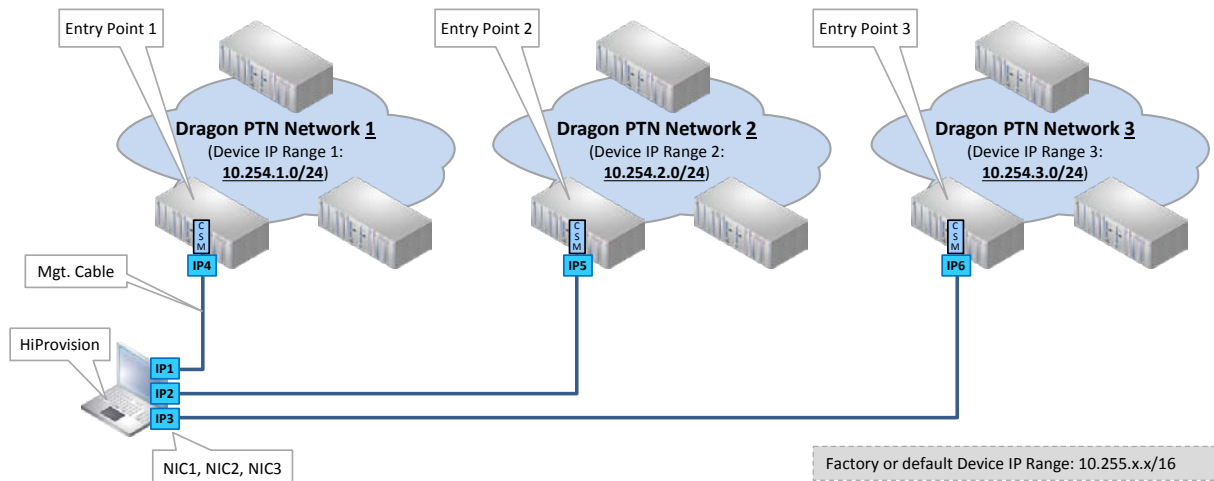 Entry Point 1
Entry Point 2
Entry Point 3
Dragon PTN Network 1
(Device IP Range 1:
10.254.1.0/24)
Dragon PTN Network 2
(Device IP Range 2:
10.254.2.0/24)
Dragon PTN Network 3
(Device IP Range 3:
10.254.3.0/24)
CSM
CSM
CSM
IP4
IP5
IP6
Mgt. Cable
HiProvision
IP1
IP2
IP3
NIC1, NIC2, NIC3
Factory or default Device IP Range: 10.255.x.x/16